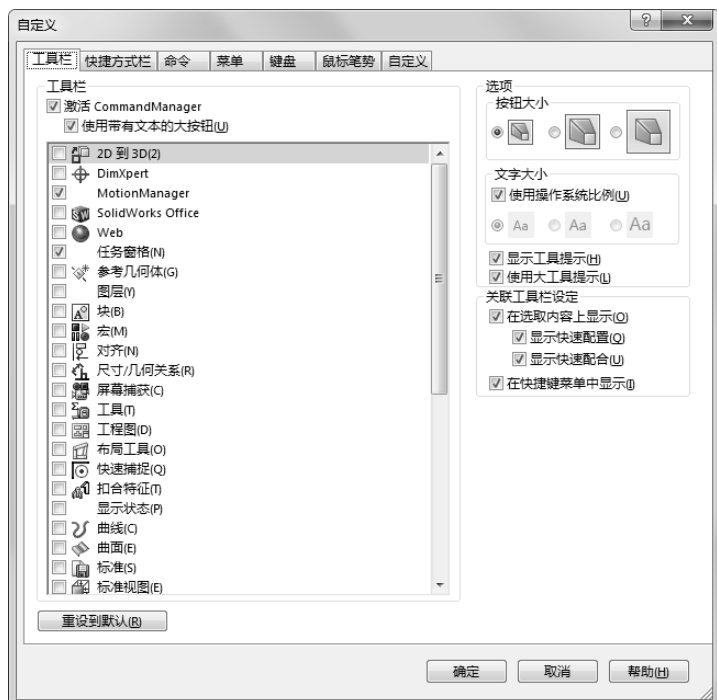 自定义
工具栏 快捷方式栏 命令 菜单 键盘 鼠标笔势 自定义
工具栏
激活 CommandManager
使用带有文本的大按钮(U)
2D 到 3D(2)
DimXpert
MotionManager
SolidWorks Office
Web
任务窗格(N)
参考几何体(G)
图层(Y)
块(B)
宏(M)
对齐(N)
尺寸/几何关系(R)
屏幕捕获(C)
工具(T)
工程图(D)
布局工具(O)
快速捕捉(Q)
扣合特征(T)
显示状态(P)
曲线(C)
曲面(E)
标准(S)
标准视图(E)
重设到默认(R)
选项
按钮大小
文字大小
使用操作系统比例(U)
Aa Aa Aa
显示工具提示(H)
使用大工具提示(L)
关联工具栏设定
在选取内容上显示(O)
显示快速配置(Q)
显示快速配合(U)
在快捷键菜单中显示(I)
确定 取消 帮助(H)